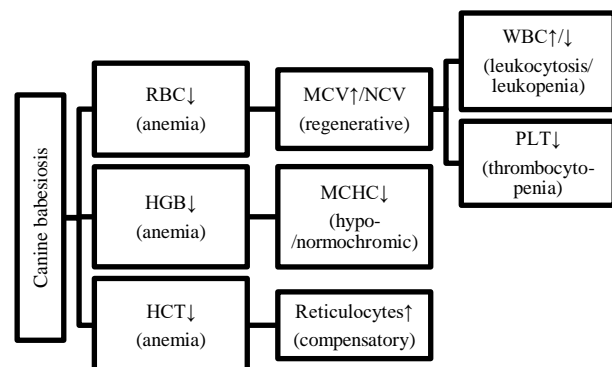 Canine babesiosis
RBC↓
(anemia)
MCV↑/NCV
(regenerative)
WBC↑/↓
(leukocytosis/
leukopenia)
PLT↓
(thrombocyto-
penia)
HGB↓
(anemia)
MCHC↓
(hypo-
/normochromic)
HCT↓
(anemia)
Reticulocytes↑
(compensatory)